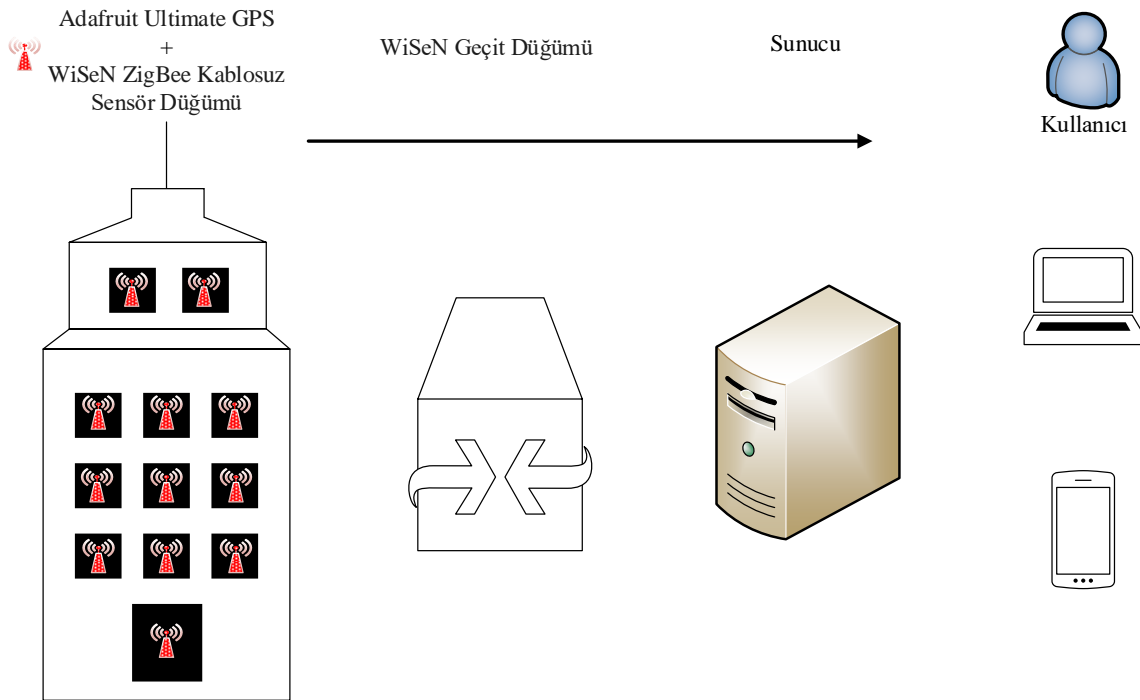 Adafruit Ultimate GPS
+
WiSeN ZigBee Kablosuz
Sensör Düğümü
WiSeN Geçit Düğümü
Sunucu
Kullanıcı